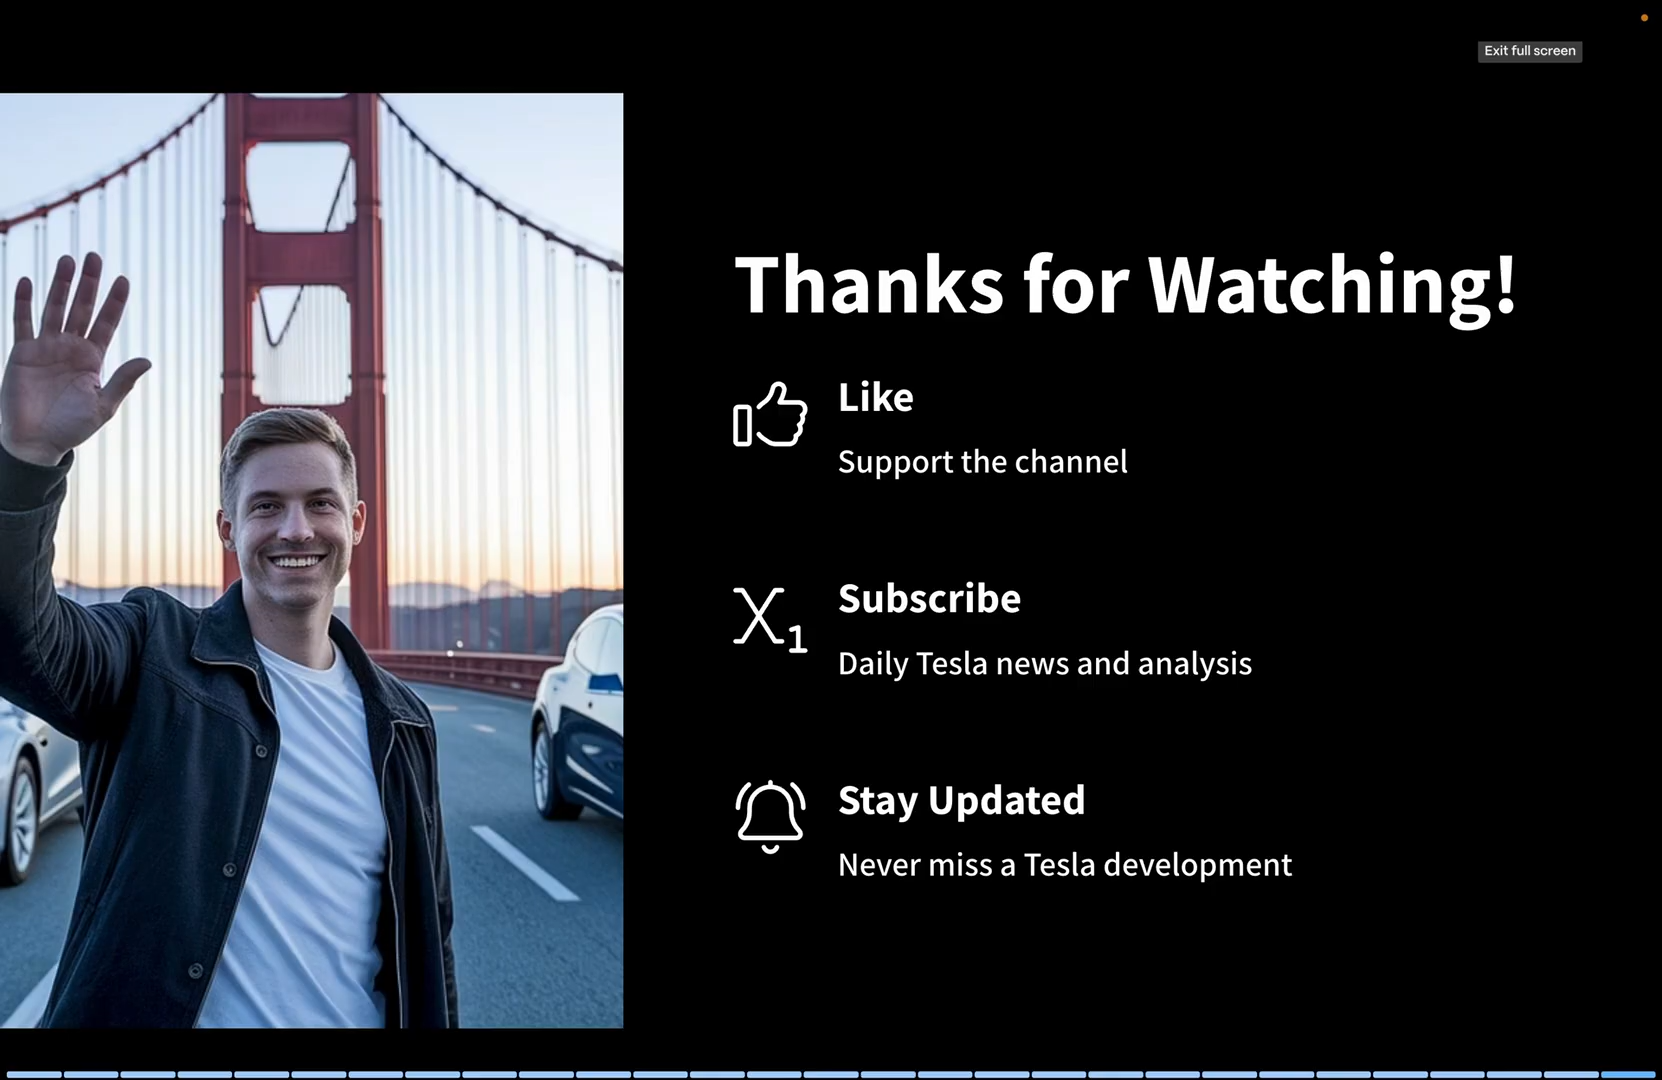 Exit full screen
Thanks for Watching!
Like
Support the channel
X1
Subscribe
Daily Tesla news and analysis
Stay Updated
Never miss a Tesla development